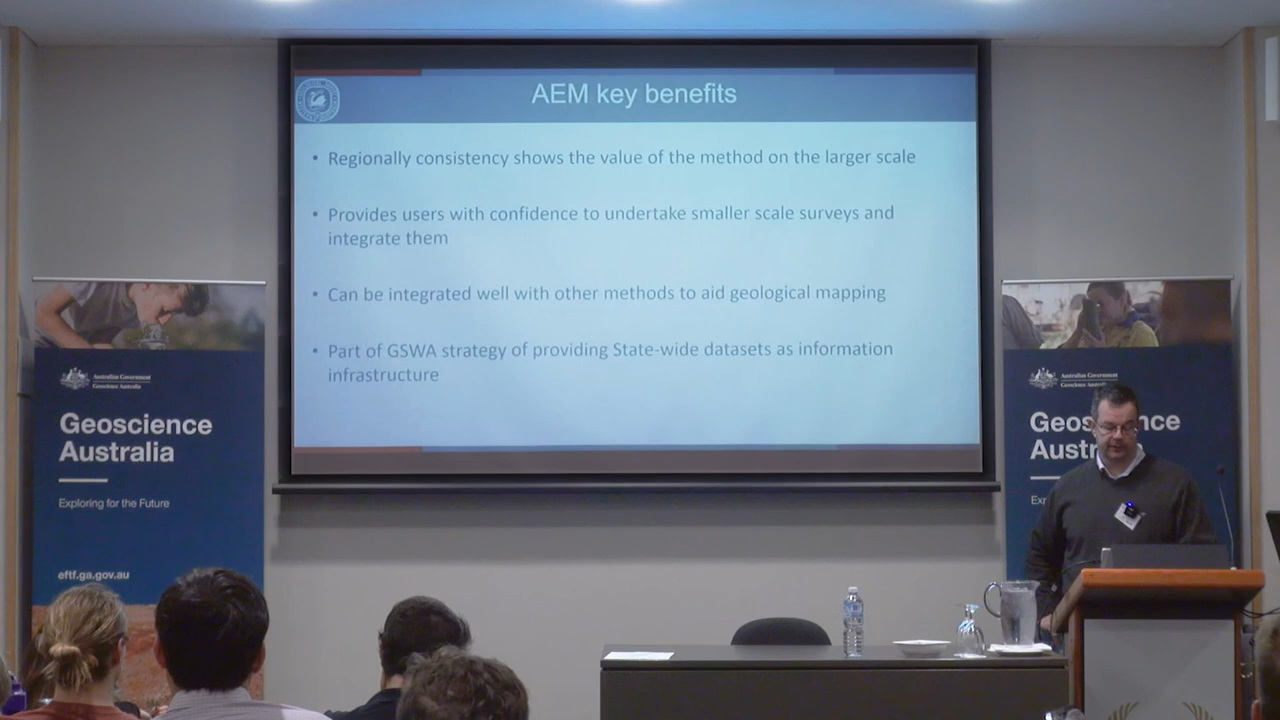 AEM key benefits
• Regionally consistency shows the value of the method on the larger scale
• Provides users with confidence to undertake smaller scale surveys and
integrate them
• Can be integrated well with other methods to aid geological mapping
• Part of GSWA strategy of providing State-wide datasets as information
infrastructure
Australian Government
Geoscience Australia
Geoscience
Australia
Exploring for the Future
eftf.ga.gov.au
Australian Government
Geoscience Australia